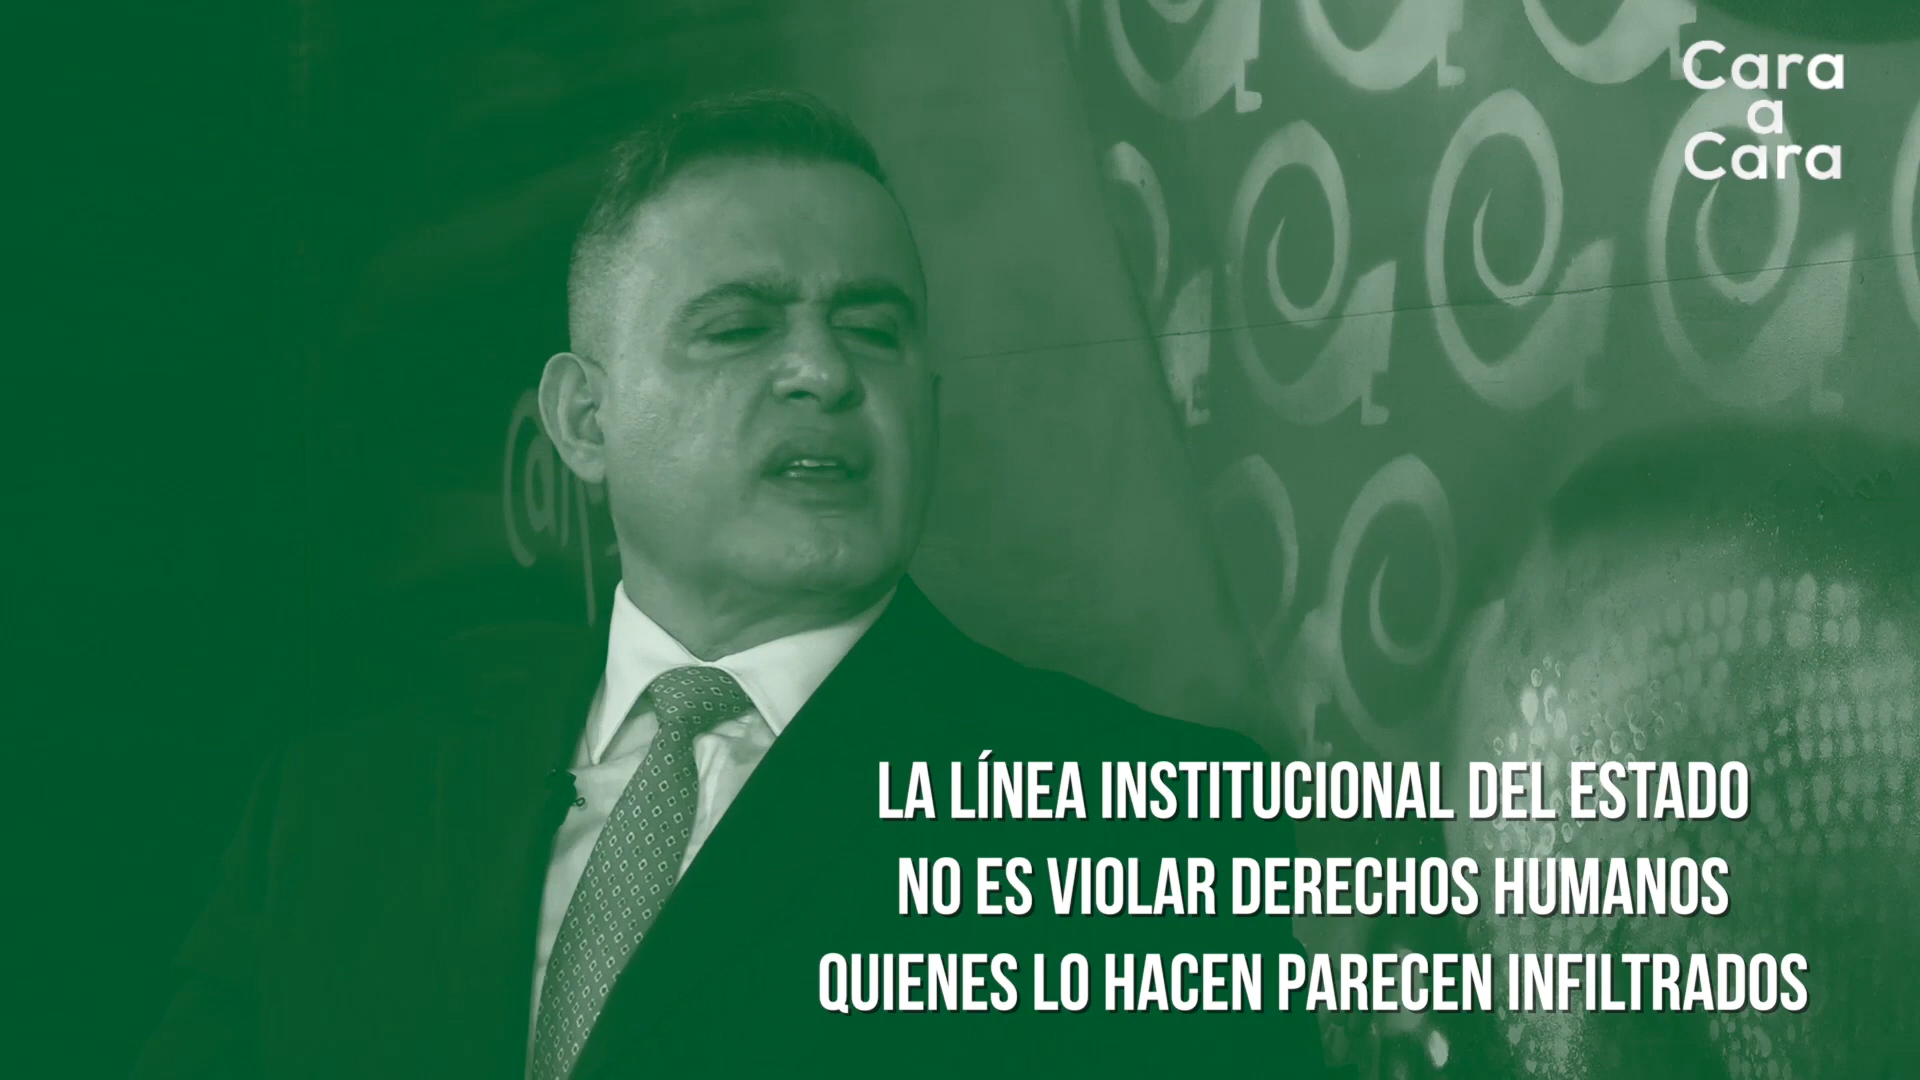 Cara
a
Cara
LA LÍNEA INSTITUCIONAL DEL ESTADO
NO ES VIOLAR DERECHOS HUMANOS
QUIENES LO HACEN PARECEN INFILTRADOS